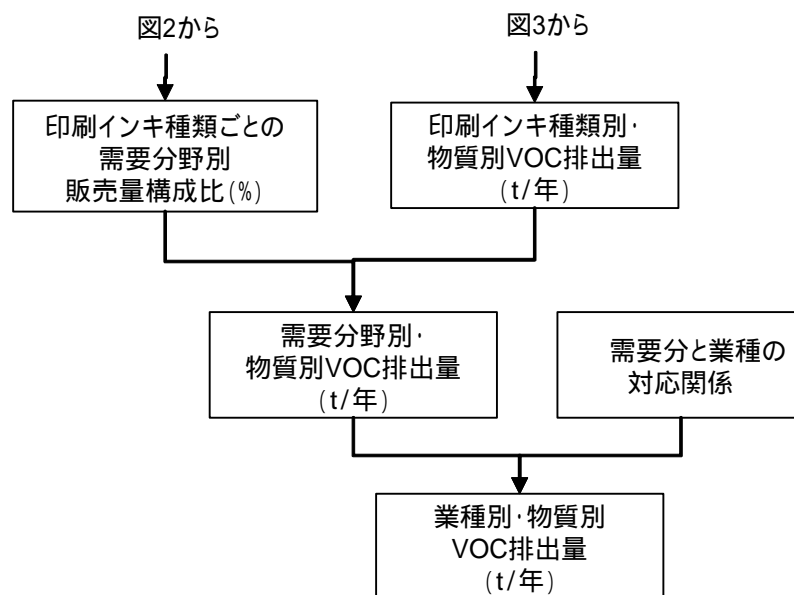 図2から
図3から
印刷インキ種類ごとの
需要分野別
販売量構成比(%)
印刷インキ種類別・
物質別VOC排出量
(t/年)
需要分野別・
物質別VOC排出量
(t/年)
需要分と業種の
対応関係
業種別・物質別
VOC排出量
(t/年)